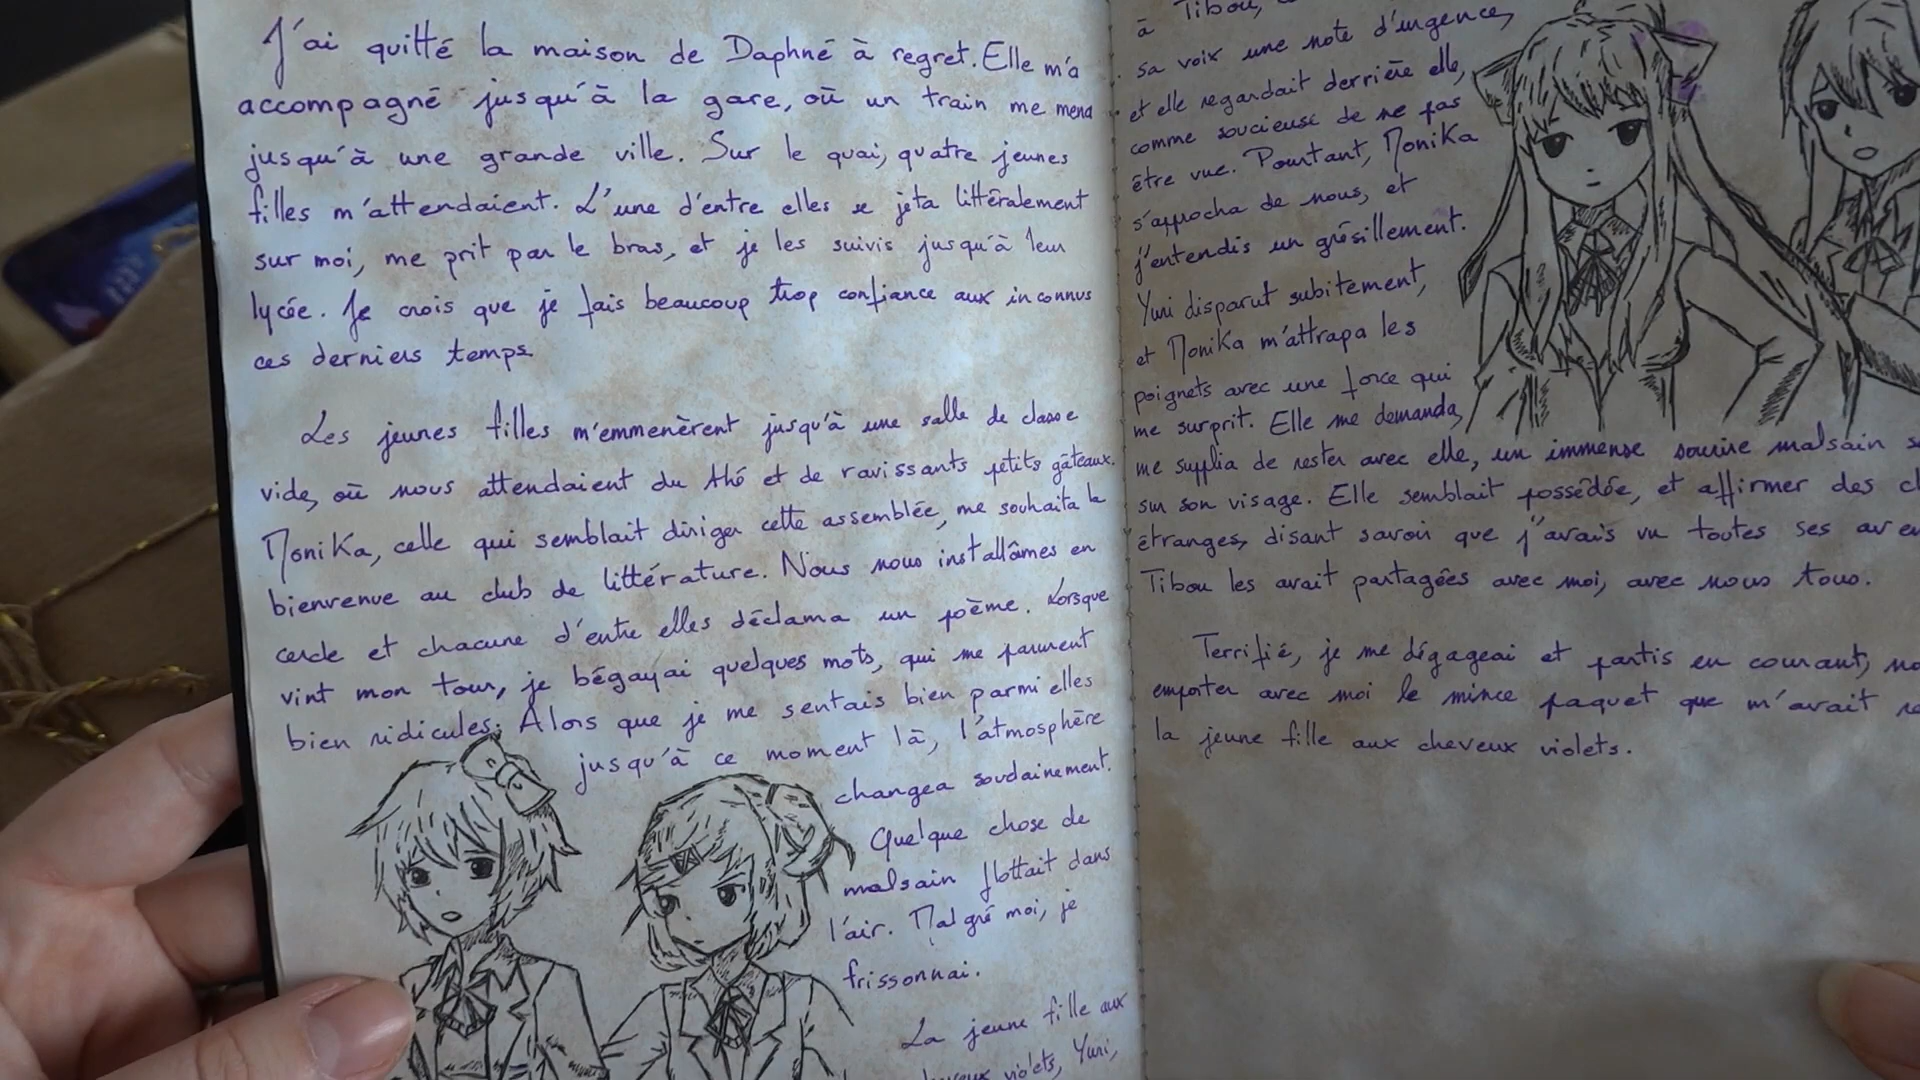 J'ai quitté la maison de Daphné à regret. Elle m'a
accompagné jusqu'à la gare, où un train me mena
jusqu'à une grande ville. Sur le quai, quatre jeunes
filles m'attendaient. L'une d'entre elles se jeta littéralement
sur moi, me prit par le bras, et je les suivis jusqu'à leur
lycée. Je crois que je fais beaucoup trop confiance aux inconnus
ces derniers temps.
Les jeunes filles m'emmenèrent jusqu'à une salle de classe
vide, où nous attendaient du thé et de ravissants petits gâteaux.
Monika, celle qui semblait diriger cette assemblée, me souhaita la
bienvenue au club de littérature. Nous nous installâmes en
cercle et chacune d'entre elles déclama un poème. Lorsque
vint mon tour, je bégayai quelques mots, qui me parurent
bien ridicules. Alors que je me sentais bien parmi elles
jusqu'à ce moment là, l'atmosphère
changea soudainement.
Quelque chose de
malsain flottait dans
l'air. Malgré moi, je
frissonnai.
La jeune fille aux
cheveux violets, Yuri,
à Tibou,
sa voix une note d'urgence,
et elle regardait derrière elle,
comme soucieuse de ne pas
être vue. Pourtant, Monika
s'approcha de nous, et
j'entendis un grésillement.
Yuri disparut subitement,
et Monika m'attrapa les
poignets avec une force qui
me surprit. Elle me demanda,
me supplia de rester avec elle, un immense sourire malsain
sur son visage. Elle semblait possédée, et affirmer des
étranges, disant savoir que j'avais vu toutes ses
Tibou les avait partagées avec moi, avec nous tous.
Terrifié, je me dégageai et partis en courant,
emporter avec moi le mince paquet que m'avait
la jeune fille aux cheveux violets.